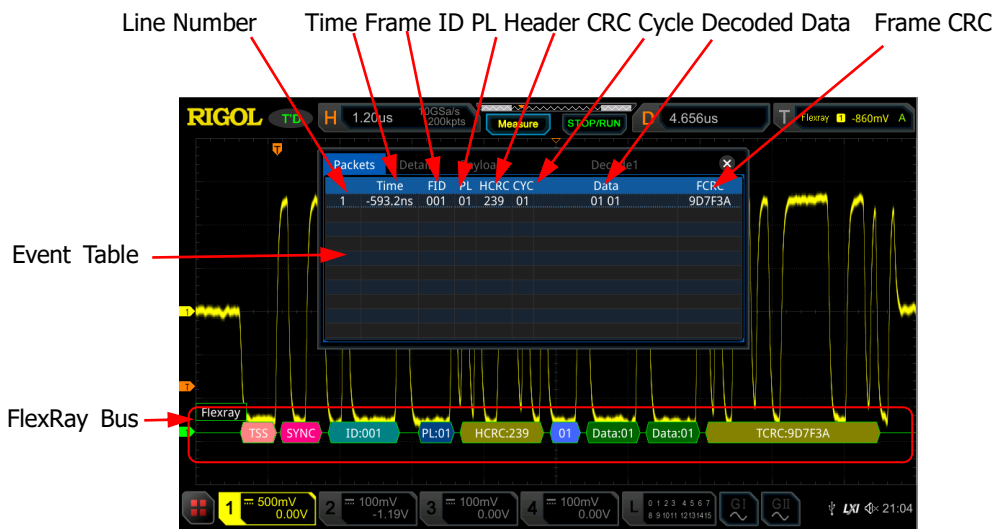 Line Number Time Frame ID PL Header CRC Cycle Decoded Data Frame CRC
RIGOL T'D H 1.20us 10GSa/s 200kpts Measure STOP/RUN D 4.656us T Flexray 1 -860mV A
T
Packets Details Payload Decode1
Time FID PL HCRC CYC Data FCRC
1 -593.2ns 001 01 239 01 01 01 9D7F3A
Event Table
1
T
FlexRay Bus
Flexray
TSS SYNC ID:001 PL:01 HCRC:239 01 Data:01 Data:01 TCRC:9D7F3A
1 500mV 0.00V 2 100mV -1.19V 3 100mV 0.00V 4 100mV 0.00V L 0 1 2 3 4 5 6 7 8 9 10 11 12 13 14 15 GI GII LXI 21:04